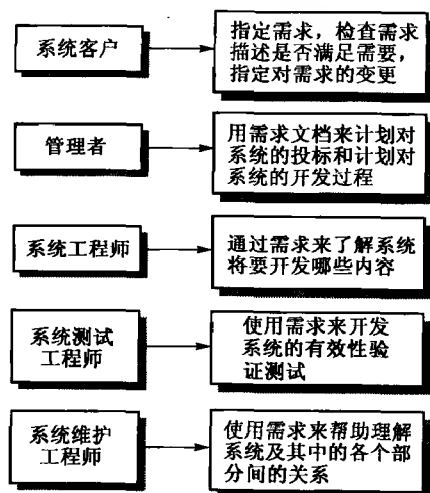 系统客户
指定需求，检查需求
描述是否满足需要，
指定对需求的变更
管理者
用需求文档来计划对
系统的投标和计划对
系统的开发过程
系统工程师
通过需求来了解系统
将要开发哪些内容
系统测试
工程师
使用需求来开发
系统的有效性验
证测试
系统维护
工程师
使用需求来帮助理解
系统及其中的各个部
分间的关系